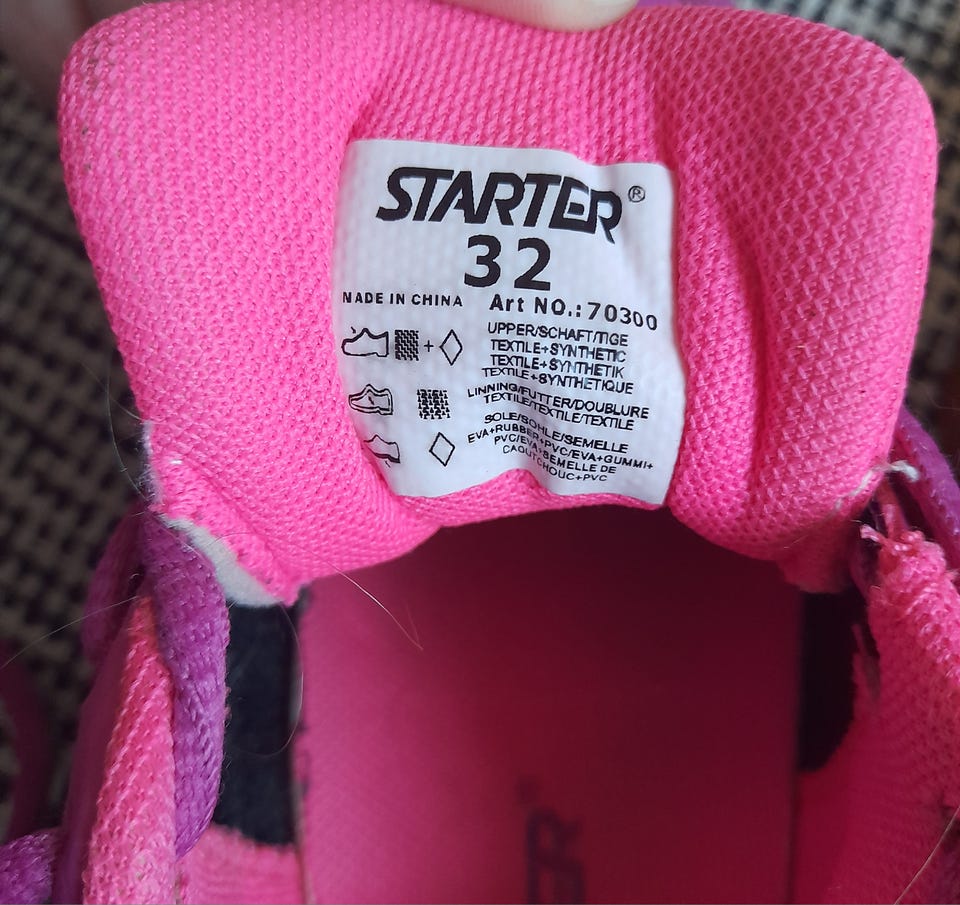 STARTER®
32
MADE IN CHINA Art NO.:70300
UPPER/SCHAFT/TIGE
TEXTILE+SYNTHETIC
TEXTILE+SYNTHETIK
TEXTILE+SYNTHETIQUE
LINNING/FUTTER/DOUBLURE
TEXTILE/TEXTILE/TEXTILE
SOLE/SOHLE/SEMELLE
EVA+RUBBER+PVC/EVA+GUMMI+
PVC/EVA+SEMELLE DE
CAOUTCHOUC+PVC
ER